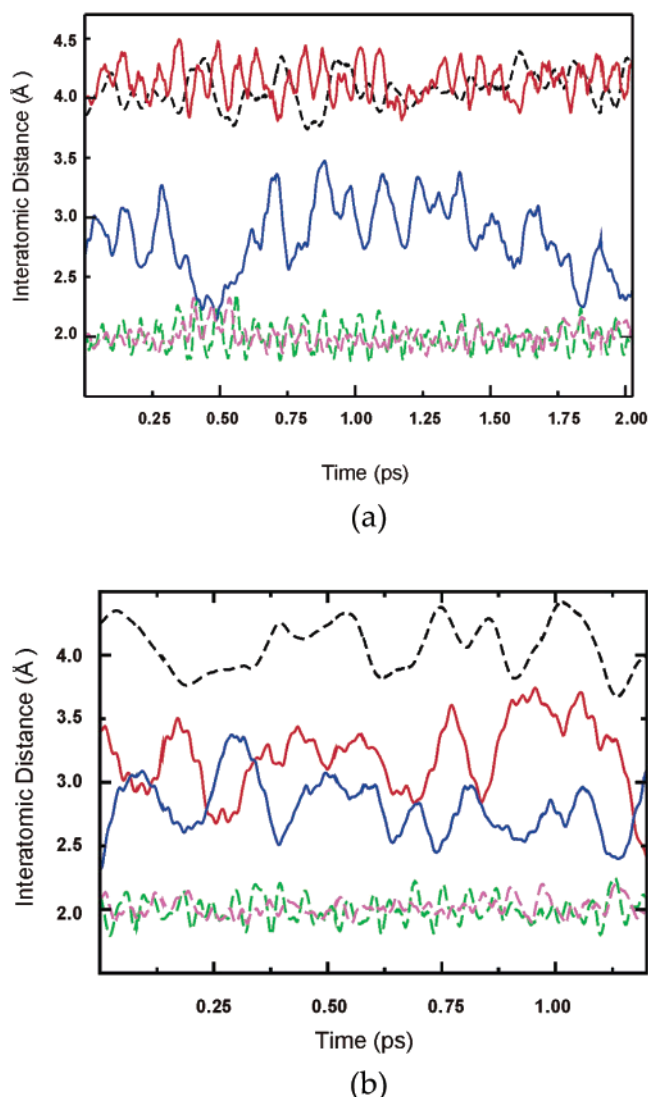 4.5
4.0
3.5
3.0
2.5
2.0
Interatomic Distance (Å)
0.25 0.50 0.75 1.00 1.25 1.50 1.75 2.00
Time (ps)
(a)
4.0
3.5
3.0
2.5
2.0
Interatomic Distance (Å)
0.25 0.50 0.75 1.00
Time (ps)
(b)